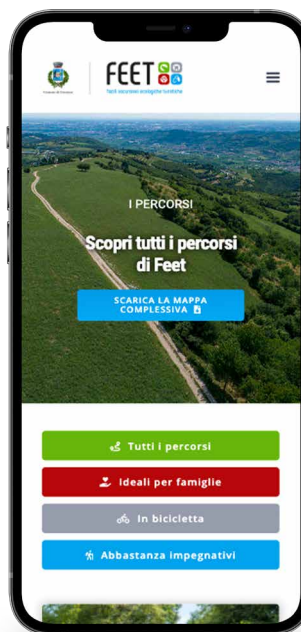 FEET
I PERCORSI
Scopri tutti i percorsi
di Feet
SCARICA LA MAPPA
COMPLESSIVA
Tutti i percorsi
Ideali per famiglie
In bicicletta
Abbastanza impegnativi